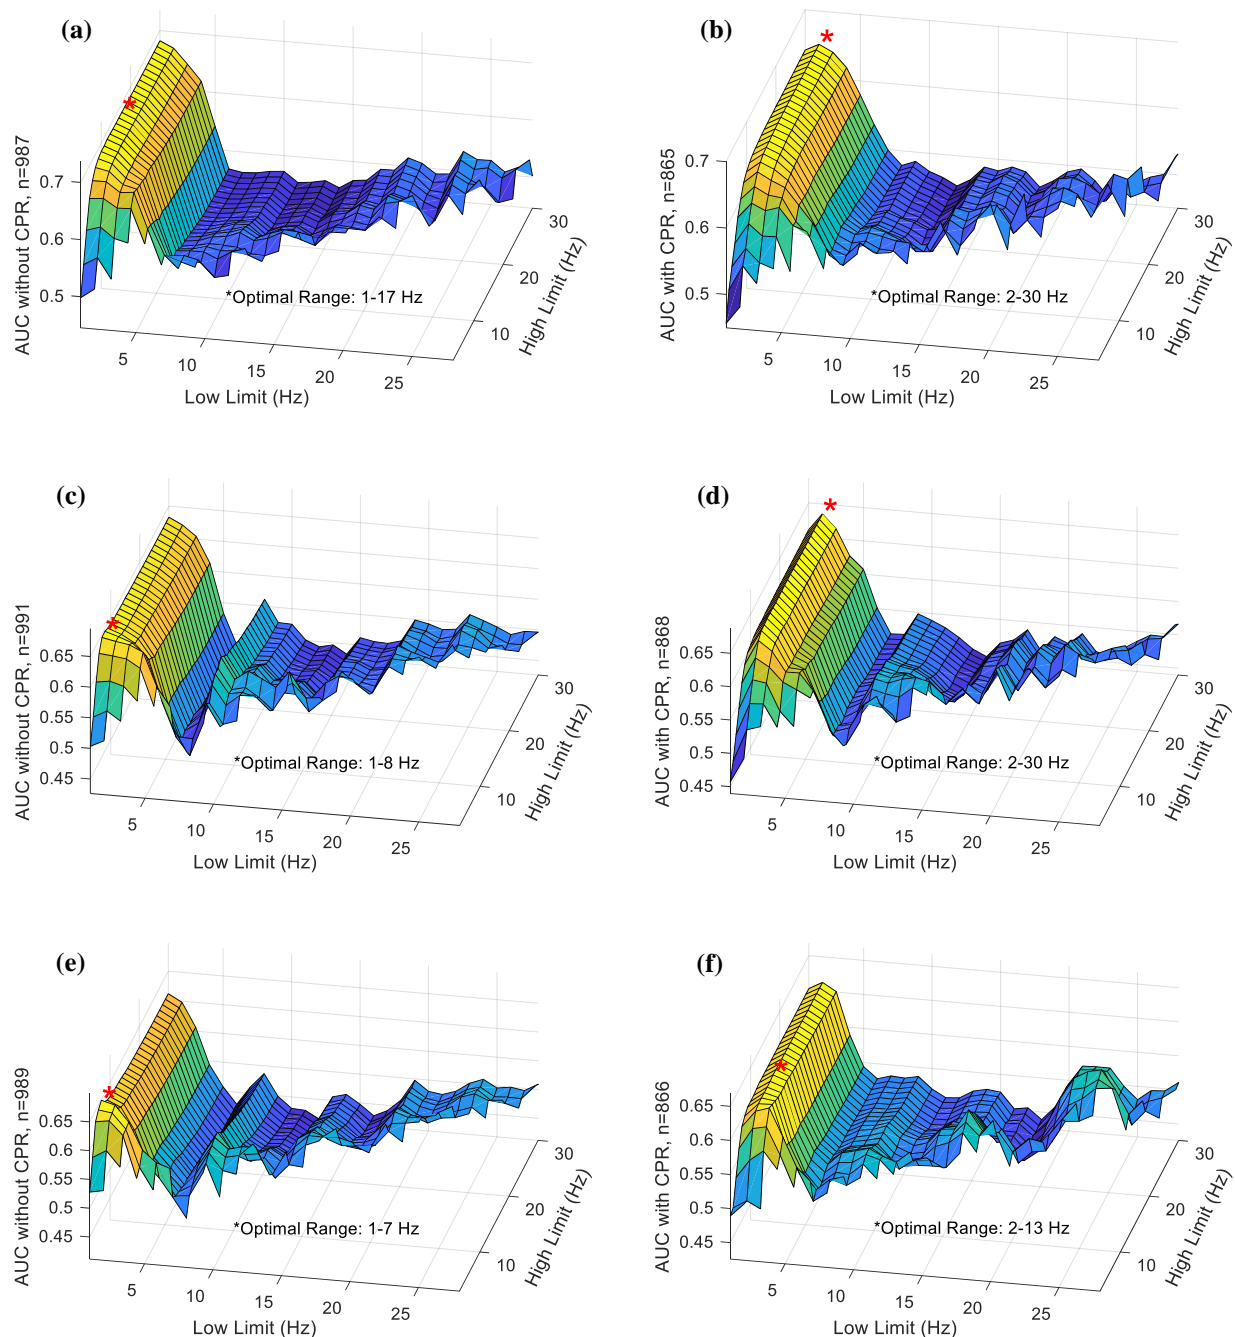 (a)
AUC without CPR, n=987
0.7
0.6
0.5
*
*Optimal Range: 1-17 Hz
5
10
15
20
25
Low Limit (Hz)
10
20
30
High Limit (Hz)
(b)
AUC with CPR, n=865
0.7
0.6
0.5
*
*Optimal Range: 2-30 Hz
5
10
15
20
25
Low Limit (Hz)
10
20
30
High Limit (Hz)
(c)
AUC without CPR, n=991
0.65
0.6
0.55
0.5
0.45
*
*Optimal Range: 1-8 Hz
5
10
15
20
25
Low Limit (Hz)
10
20
30
High Limit (Hz)
(d)
AUC with CPR, n=868
0.65
0.6
0.55
0.5
0.45
*
*Optimal Range: 2-30 Hz
5
10
15
20
25
Low Limit (Hz)
10
20
30
High Limit (Hz)
(e)
AUC without CPR, n=989
0.65
0.6
0.55
0.5
0.45
*
*Optimal Range: 1-7 Hz
5
10
15
20
25
Low Limit (Hz)
10
20
30
High Limit (Hz)
(f)
AUC with CPR, n=866
0.65
0.6
0.55
0.5
0.45
*
*Optimal Range: 2-13 Hz
5
10
15
20
25
Low Limit (Hz)
10
20
30
High Limit (Hz)